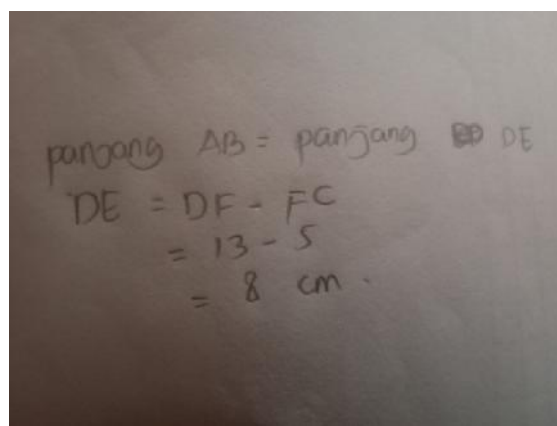 panjang AB = panjang DE
DE = DF - FC
= 13 - 5
= 8 cm.